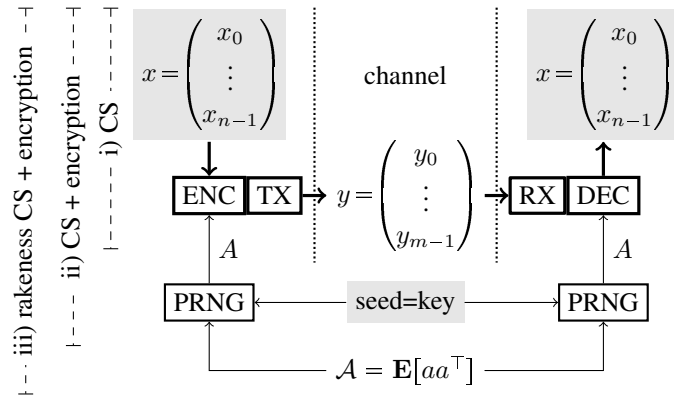 iii) rakeness CS + encryption
ii) CS + encryption
i) CS
x = (x_0 ⋮ x_{n−1})
channel
x = (x_0 ⋮ x_{n−1})
ENC TX
y = (y_0 ⋮ y_{m−1})
RX DEC
A
A
PRNG
seed=key
PRNG
𝒜 = E[aa^⊤]